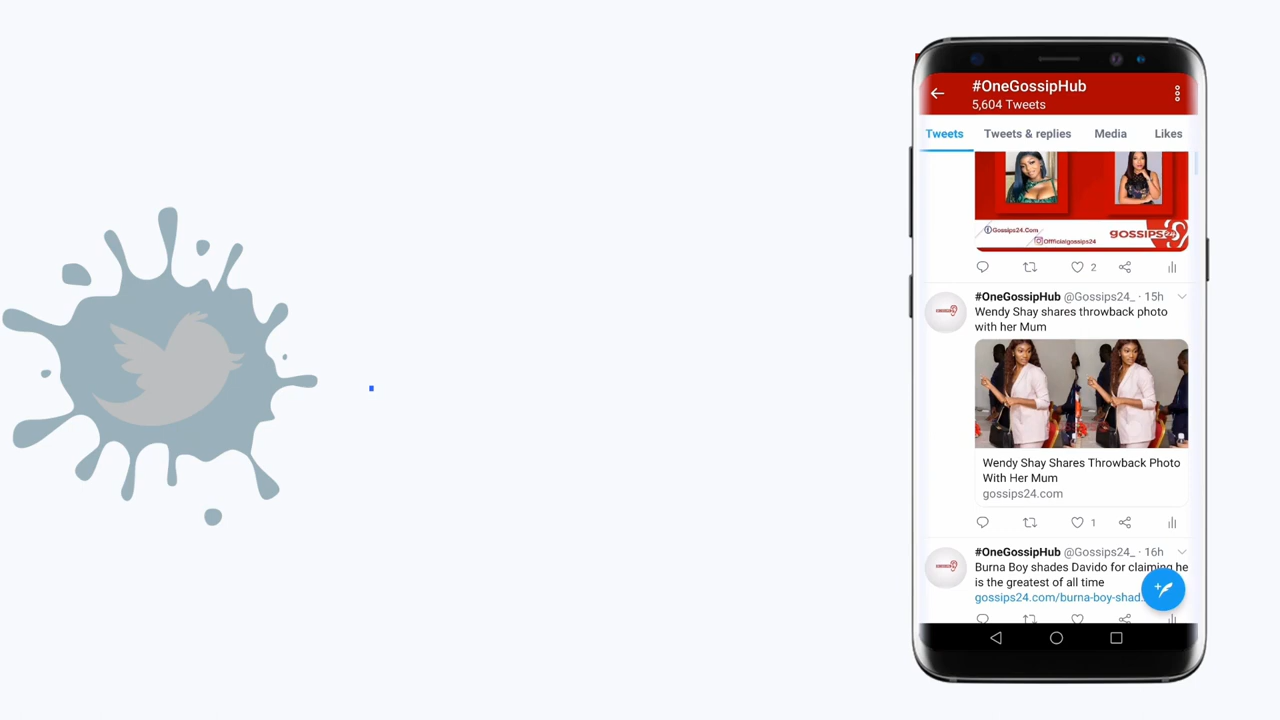 #OneGossipHub
5,604 Tweets
Tweets Tweets & replies Media Likes
Gossips24.Com
Offficialgossips24
gossips24
2
#OneGossipHub @Gossips24_ · 15h
Wendy Shay shares throwback photo
with her Mum
Wendy Shay Shares Throwback Photo
With Her Mum
gossips24.com
1
#OneGossipHub @Gossips24_ · 16h
Burna Boy shades Davido for claiming he
is the greatest of all time
gossips24.com/burna-boy-shad...